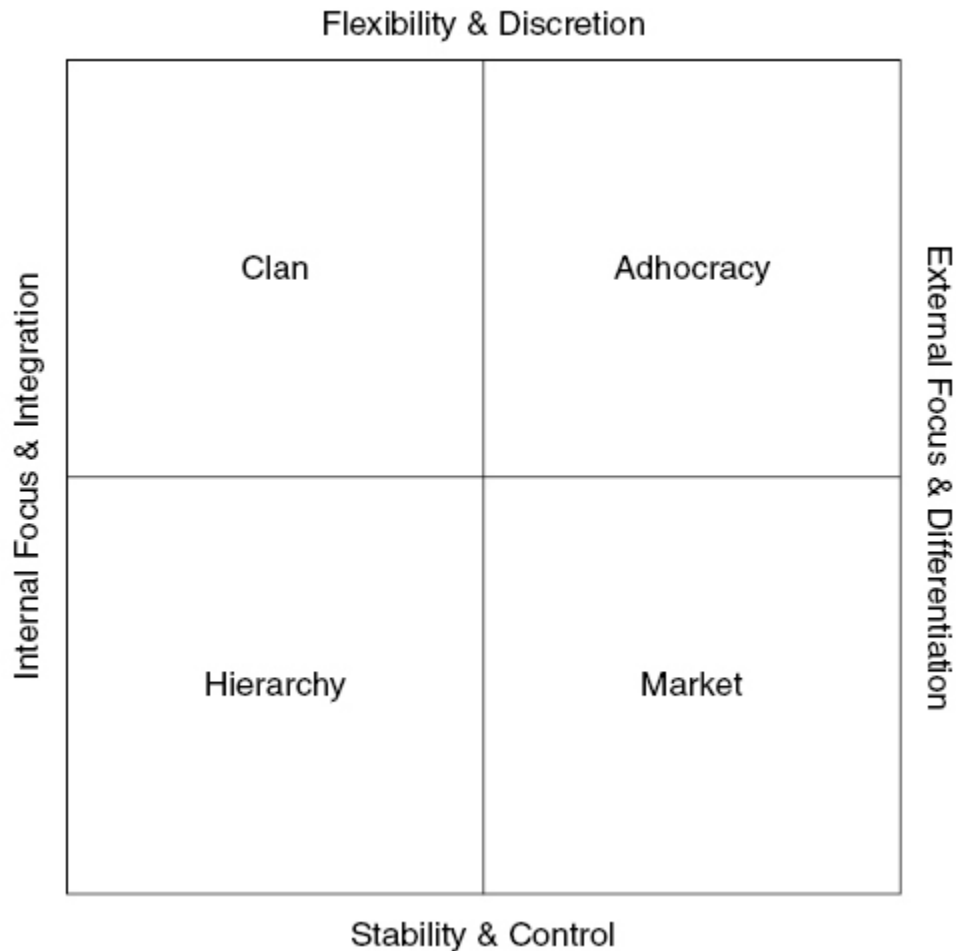 Flexibility & Discretion
Clan
Adhocracy
Internal Focus & Integration
External Focus & Differentiation
Hierarchy
Market
Stability & Control